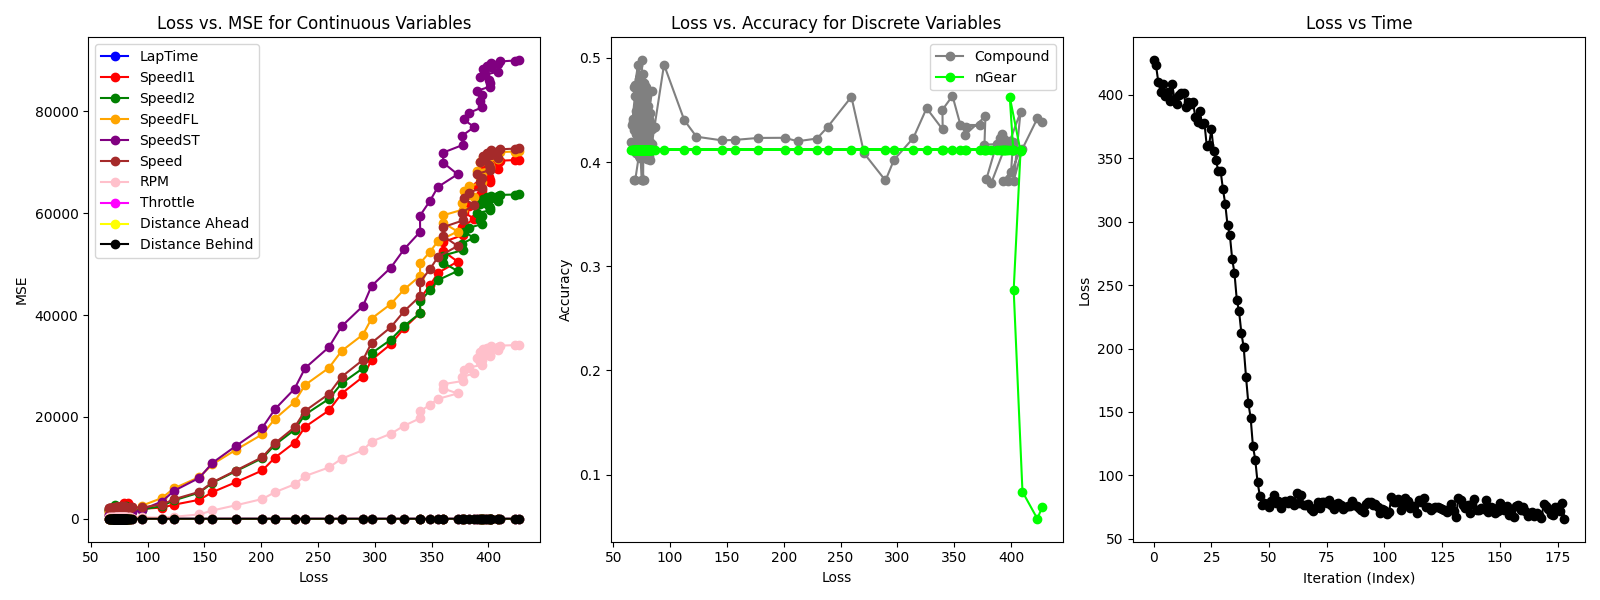 Loss vs. MSE for Continuous Variables
LapTime
SpeedI1
SpeedI2
SpeedFL
SpeedST
Speed
RPM
Throttle
Distance Ahead
Distance Behind
80000
60000
40000
20000
0
MSE
50 100 150 200 250 300 350 400
Loss
Loss vs. Accuracy for Discrete Variables
Compound
nGear
0.5
0.4
0.3
0.2
0.1
Accuracy
50 100 150 200 250 300 350 400
Loss
Loss vs Time
400
350
300
250
200
150
100
50
Loss
0 25 50 75 100 125 150 175
Iteration (Index)